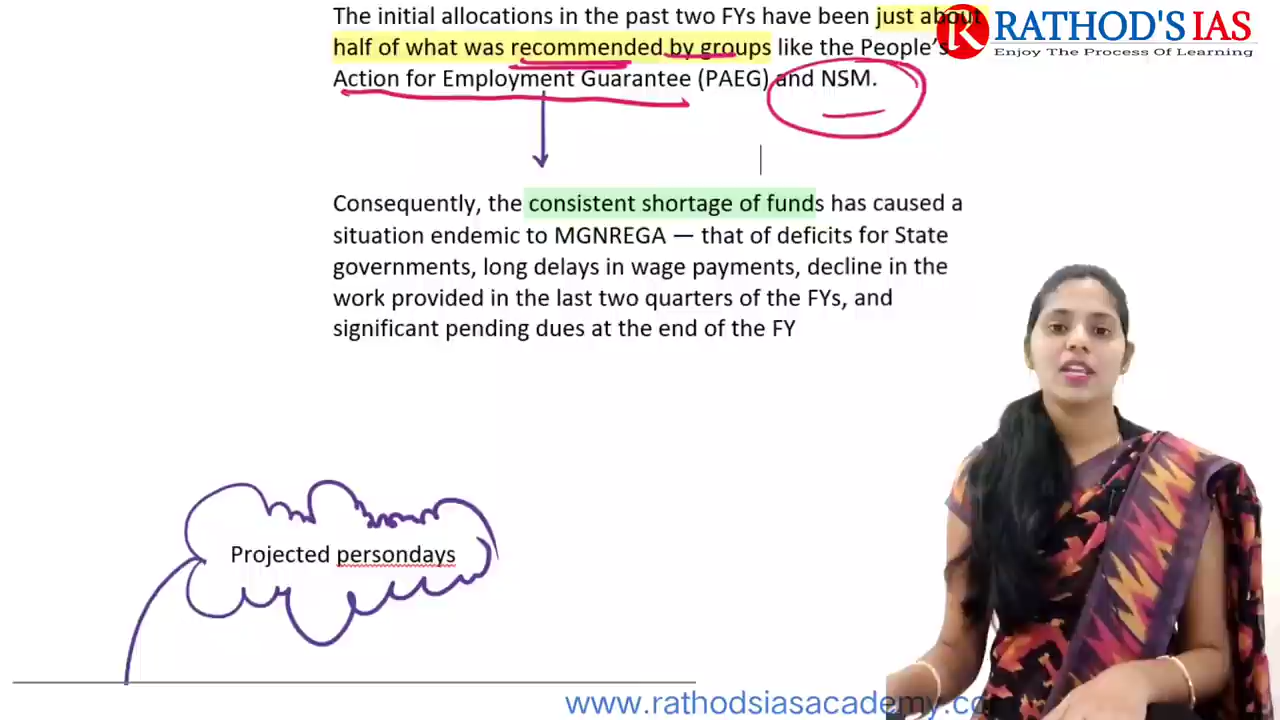 The initial allocations in the past two FYs have been just about
half of what was recommended by groups like the People's
Action for Employment Guarantee (PAEG) and NSM.
R RATHOD'S IAS
Enjoy The Process Of Learning
Consequently, the consistent shortage of funds has caused a
situation endemic to MGNREGA — that of deficits for State
governments, long delays in wage payments, decline in the
work provided in the last two quarters of the FYs, and
significant pending dues at the end of the FY
Projected persondays
www.rathodsiasacademy.co